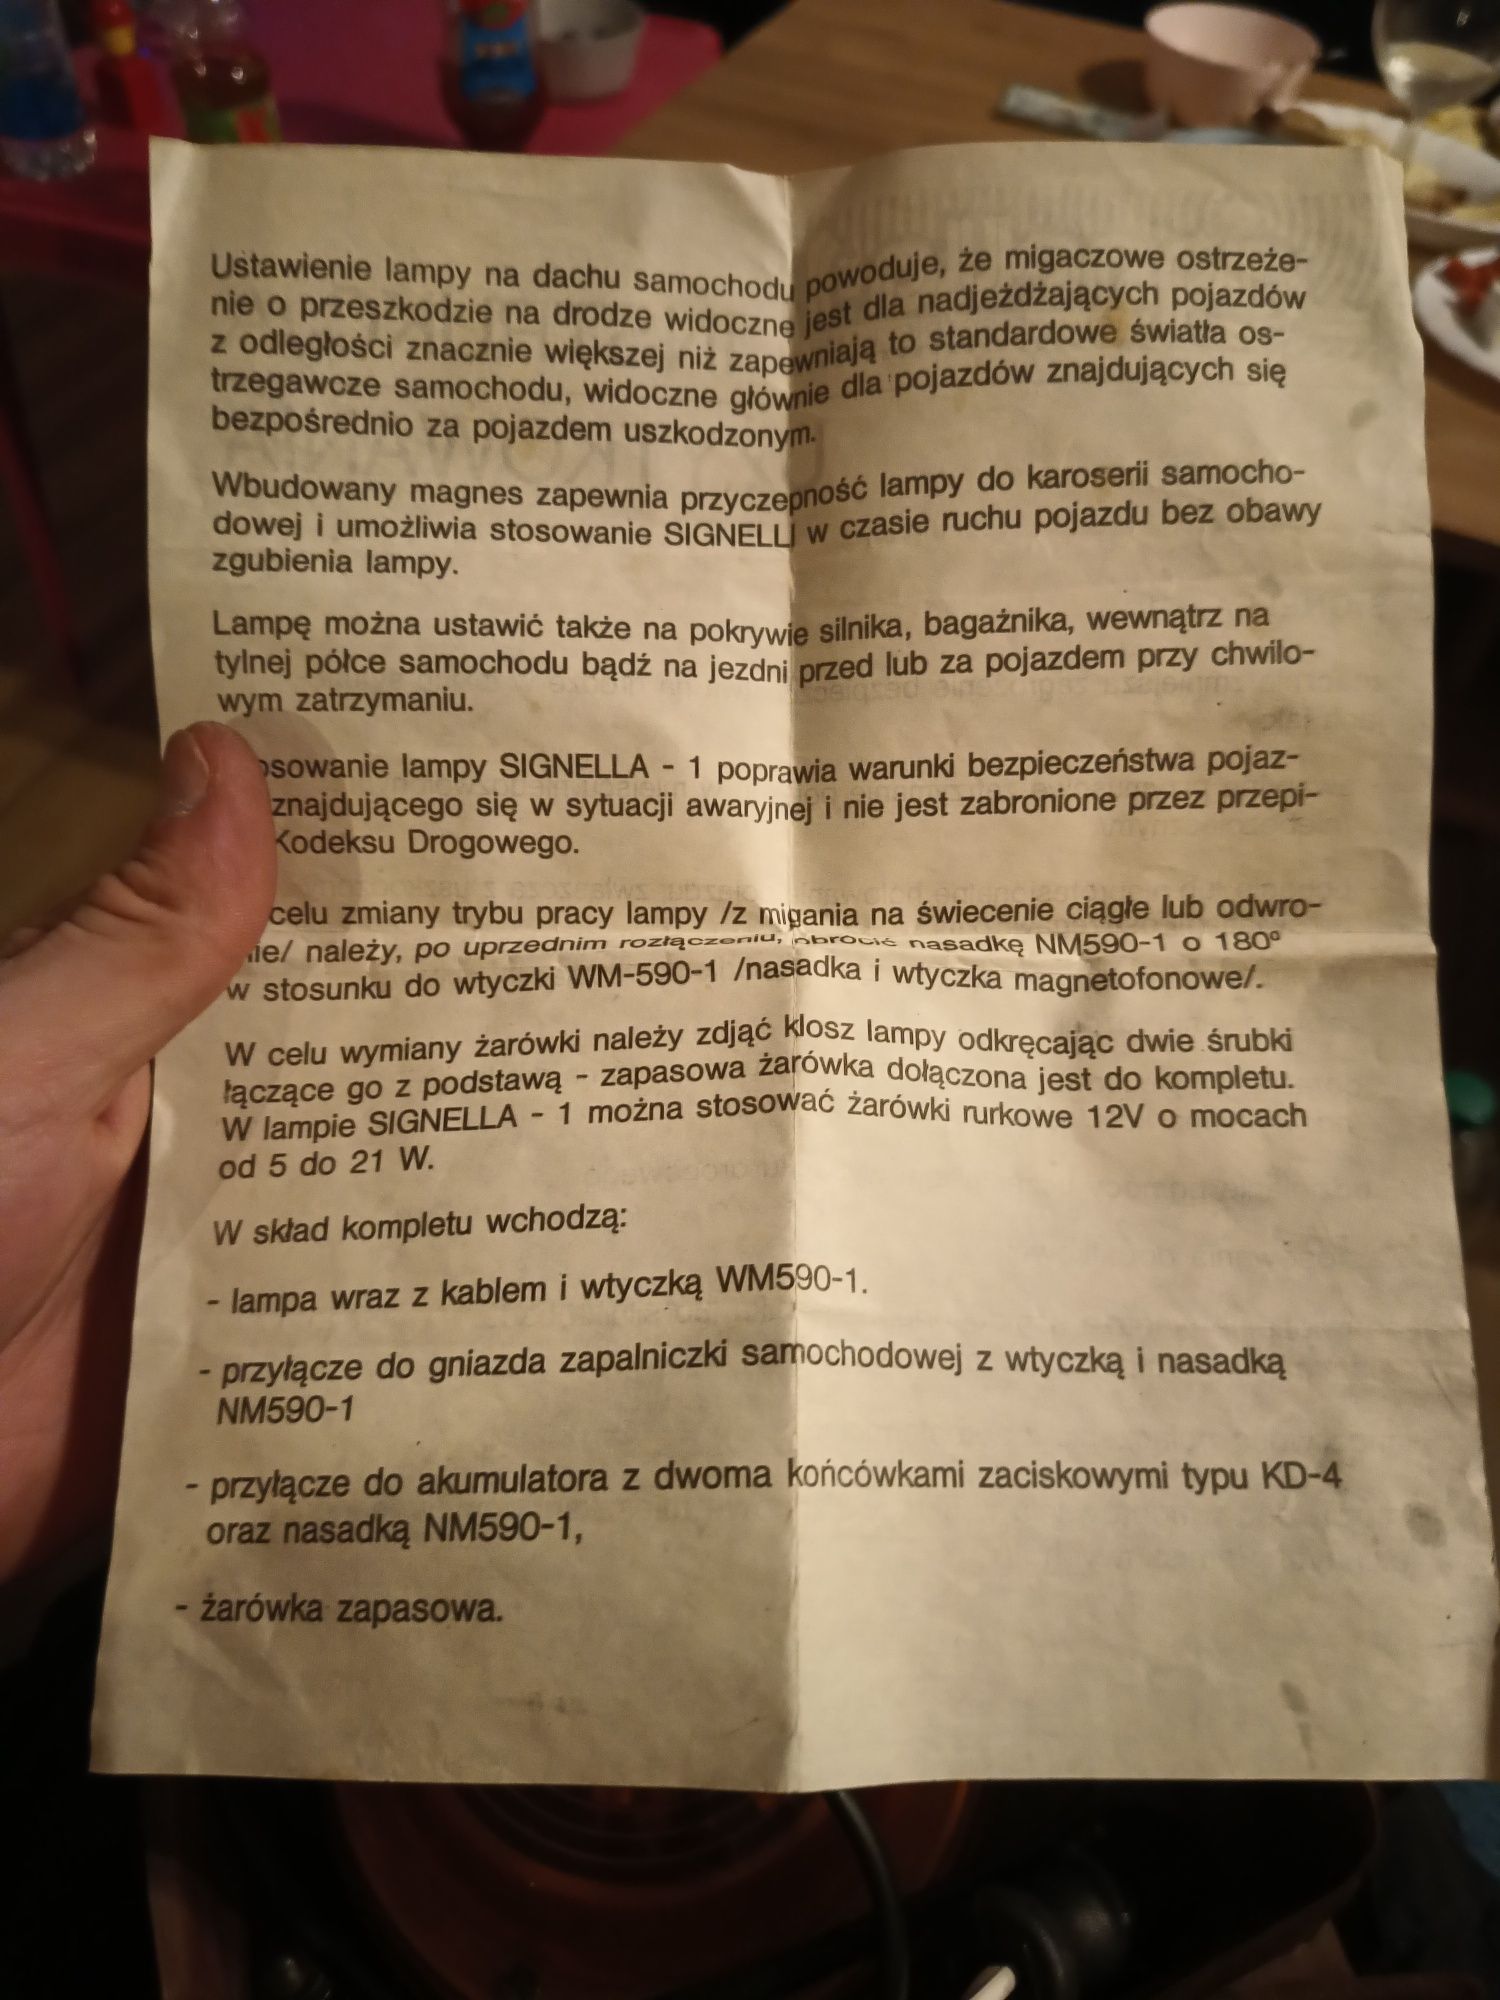 Ustawienie lampy na dachu samochodu powoduje, że migaczowe ostrzeże-
nie o przeszkodzie na drodze widoczne jest dla nadjeżdżających pojazdów
z odległości znacznie większej niż zapewniają to standardowe światła os-
trzegawcze samochodu, widoczne głównie dla pojazdów znajdujących się
bezpośrednio za pojazdem uszkodzonym.
Wbudowany magnes zapewnia przyczepność lampy do karoserii samocho-
dowej i umożliwia stosowanie SIGNELLI w czasie ruchu pojazdu bez obawy
zgubienia lampy.
Lampę można ustawić także na pokrywie silnika, bagażnika, wewnątrz na
tylnej półce samochodu bądź na jezdni przed lub za pojazdem przy chwilo-
wym zatrzymaniu.
osowanie lampy SIGNELLA - 1 poprawia warunki bezpieczeństwa pojaz-
znajdującego się w sytuacji awaryjnej i nie jest zabronione przez przepi-
Kodeksu Drogowego.
celu zmiany trybu pracy lampy /z migania na świecenie ciągłe lub odwro-
nie/ należy, po uprzednim rozłączeniu, obrócić nasadkę NM590-1 o 180°
w stosunku do wtyczki WM-590-1 /nasadka i wtyczka magnetofonowe/.
W celu wymiany żarówki należy zdjąć klosz lampy odkręcając dwie śrubki
łączące go z podstawą - zapasowa żarówka dołączona jest do kompletu.
W lampie SIGNELLA - 1 można stosować żarówki rurkowe 12V o mocach
od 5 do 21 W.
W skład kompletu wchodzą:
- lampa wraz z kablem i wtyczką WM590-1.
- przyłącze do gniazda zapalniczki samochodowej z wtyczką i nasadką
NM590-1
- przyłącze do akumulatora z dwoma końcówkami zaciskowymi typu KD-4
oraz nasadką NM590-1,
- żarówka zapasowa.